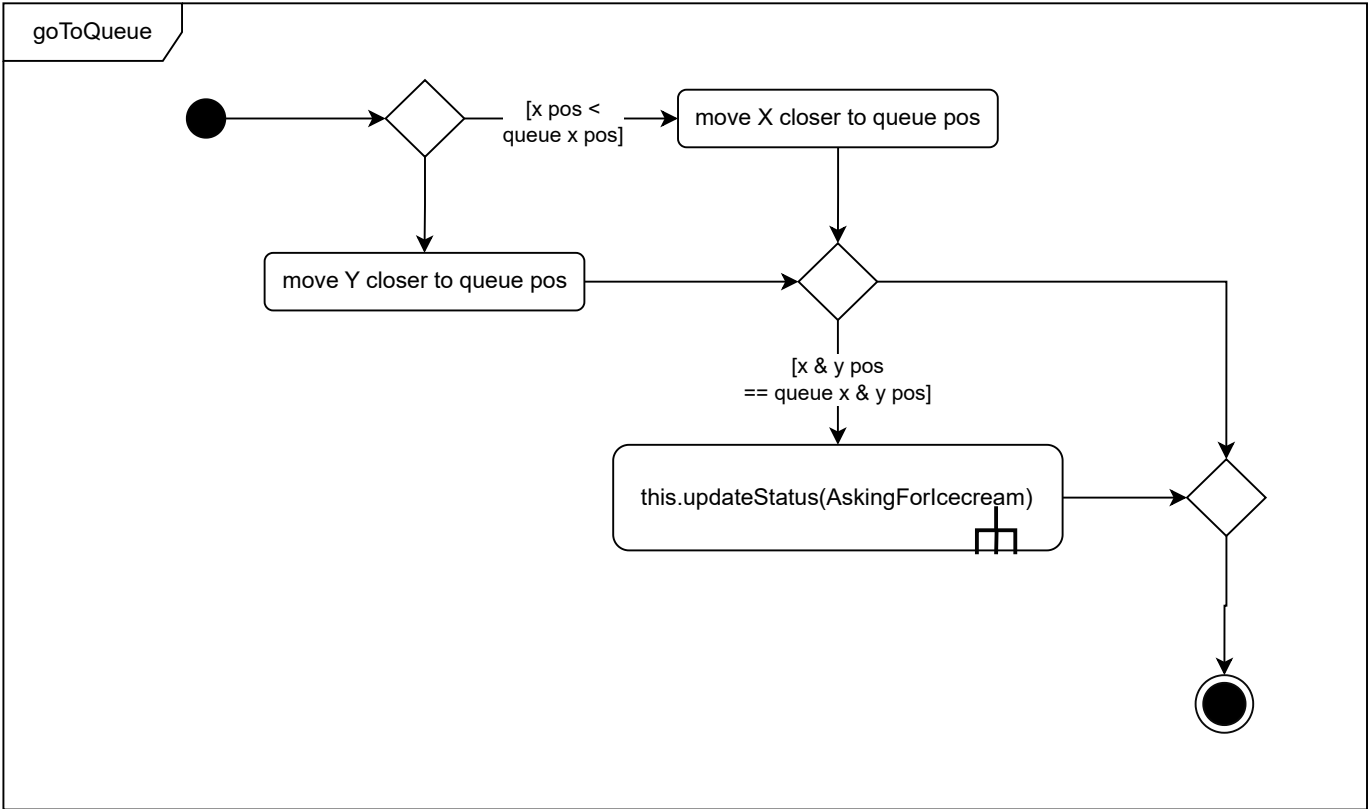 goToQueue
[x pos <
queue x pos]
move X closer to queue pos
move Y closer to queue pos
[x & y pos
== queue x & y pos]
this.updateStatus(AskingForIcecream)